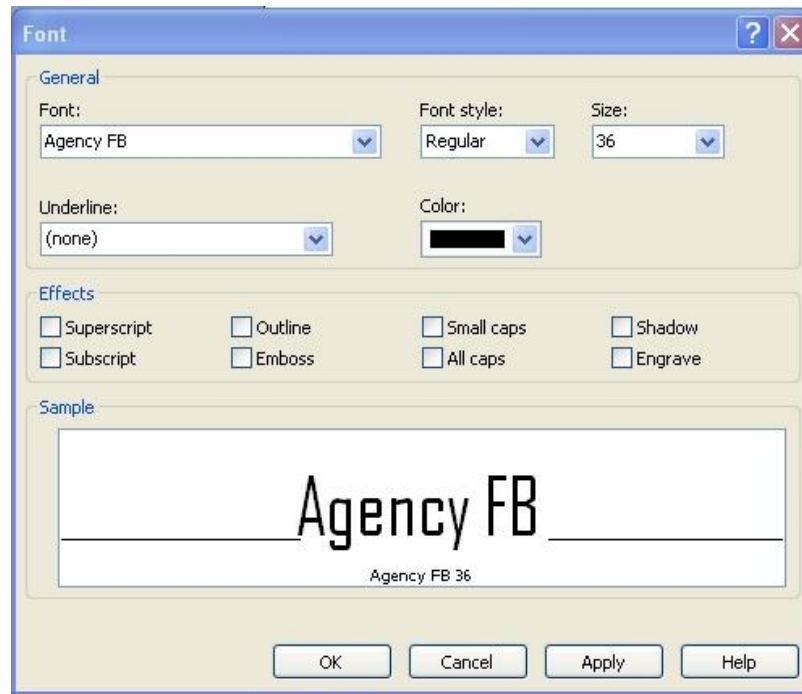 Font
General
Font: Font style: Size:
Agency FB Regular 36
Underline: Color:
(none)
Effects
Superscript Outline Small caps Shadow
Subscript Emboss All caps Engrave
Sample
Agency FB
Agency FB 36
OK Cancel Apply Help